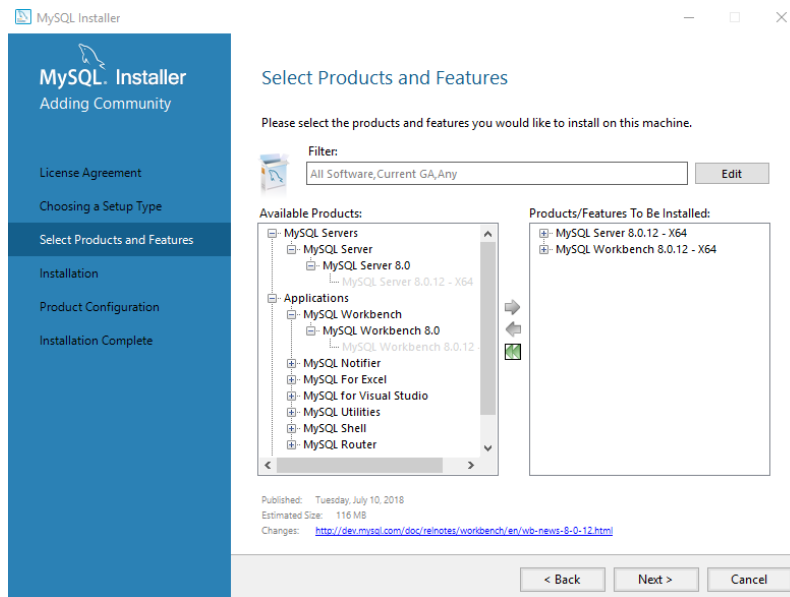 MySQL Installer
MySQL. Installer
Adding Community
License Agreement
Choosing a Setup Type
Select Products and Features
Installation
Product Configuration
Installation Complete
Select Products and Features
Please select the products and features you would like to install on this machine.
Filter:
All Software,Current GA,Any
Edit
Available Products:
MySQL Servers
MySQL Server
MySQL Server 8.0
MySQL Server 8.0.12 - X64
Applications
MySQL Workbench
MySQL Workbench 8.0
MySQL Workbench 8.0.12
MySQL Notifier
MySQL For Excel
MySQL for Visual Studio
MySQL Utilities
MySQL Shell
MySQL Router
Products/Features To Be Installed:
MySQL Server 8.0.12 - X64
MySQL Workbench 8.0.12 - X64
Published: Tuesday, July 10, 2018
Estimated Size: 116 MB
Changes: http://dev.mysql.com/doc/relnotes/workbench/en/wb-news-8-0-12.html
< Back
Next >
Cancel